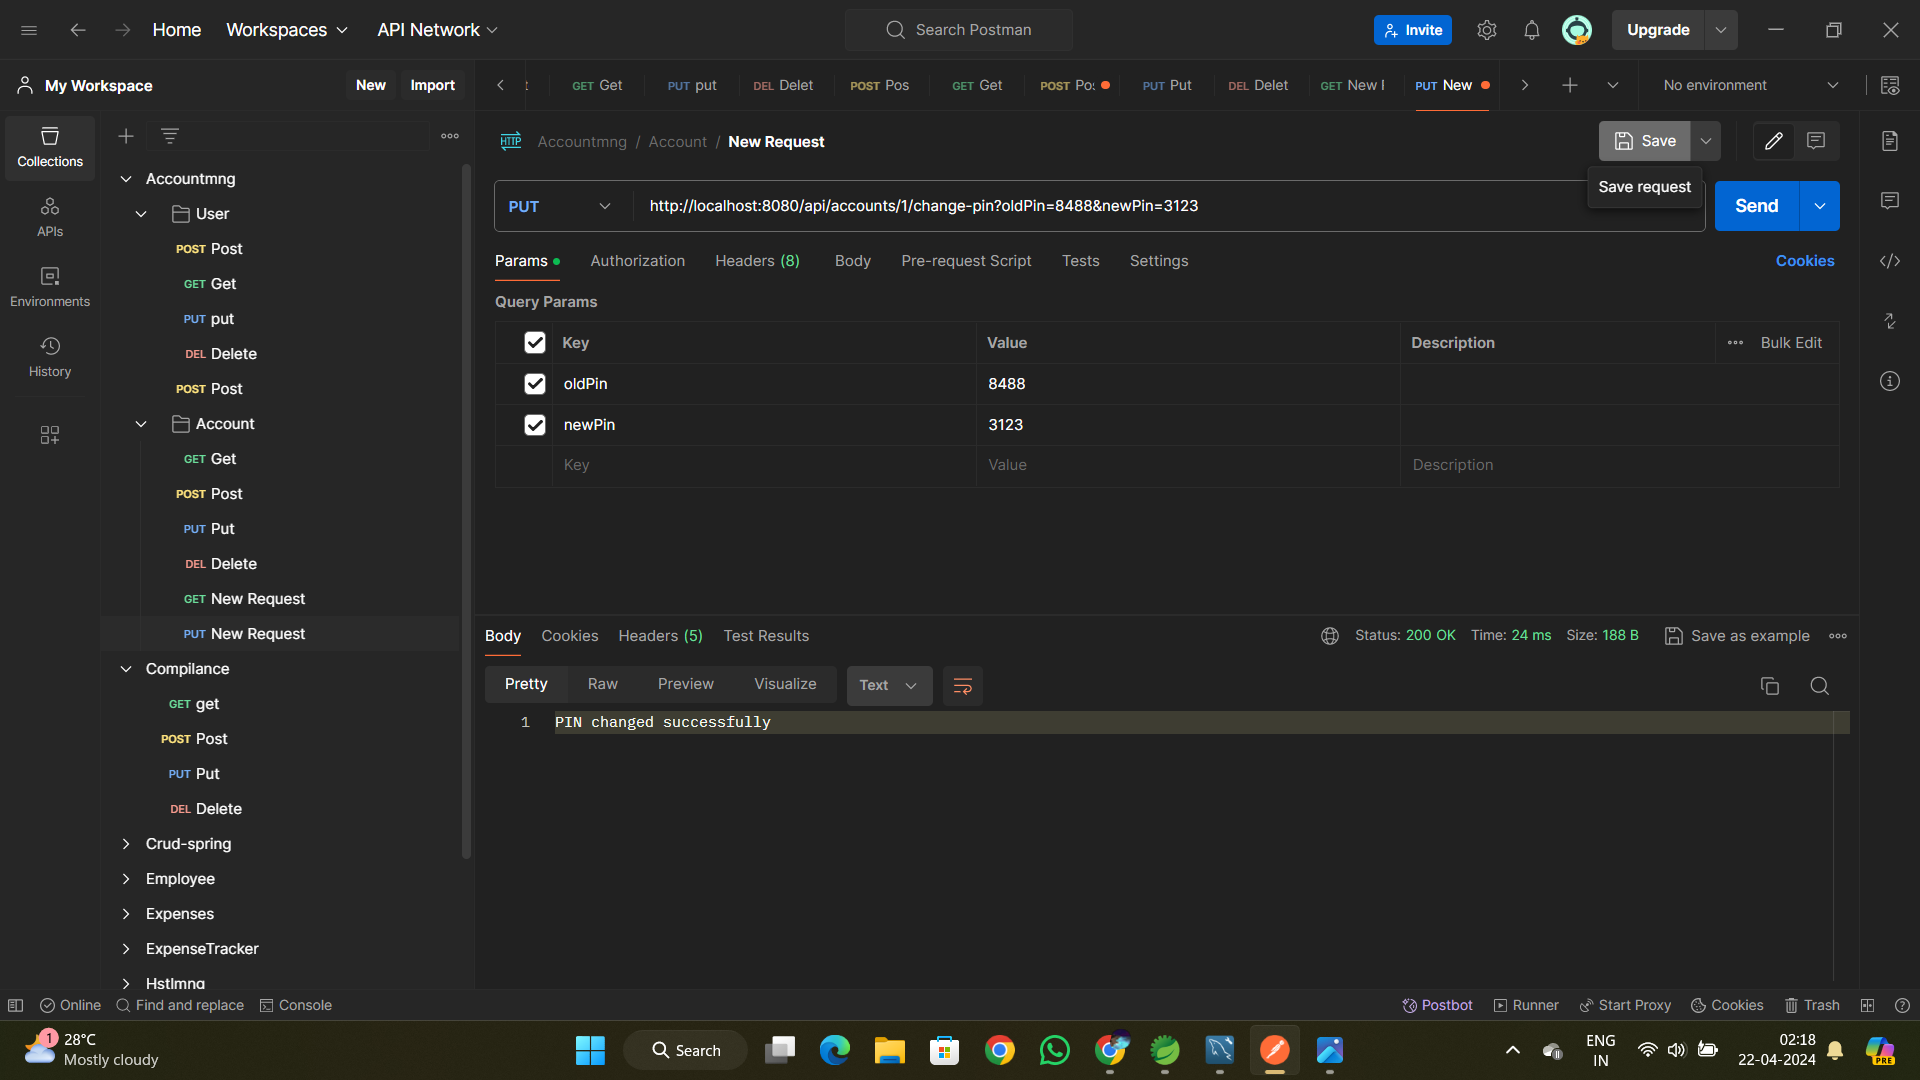 Home Workspaces API Network Search Postman Invite Upgrade
My Workspace New Import
GET Get PUT put DEL Delet POST Pos GET Get POST Po PUT Put DEL Delet GET New PUT New No environment
Collections
APIs
Environments
History
Accountmng
User
POST Post
GET Get
PUT put
DEL Delete
POST Post
Account
GET Get
POST Post
PUT Put
DEL Delete
GET New Request
PUT New Request
Compilance
GET get
POST Post
PUT Put
DEL Delete
Crud-spring
Employee
Expenses
ExpenseTracker
Hstlmng
HTTP Accountmng / Account / New Request Save
Save request
PUT http://localhost:8080/api/accounts/1/change-pin?oldPin=8488&newPin=3123 Send
Params Authorization Headers (8) Body Pre-request Script Tests Settings Cookies
Query Params
Key Value Description Bulk Edit
oldPin 8488
newPin 3123
Key Value Description
Body Cookies Headers (5) Test Results Status: 200 OK Time: 24 ms Size: 188 B Save as example
Pretty Raw Preview Visualize Text
1 PIN changed successfully
Online Find and replace Console Postbot Runner Start Proxy Cookies Trash
1 28°C
Mostly cloudy
Search
ENG
IN
02:18
22-04-2024
PRE